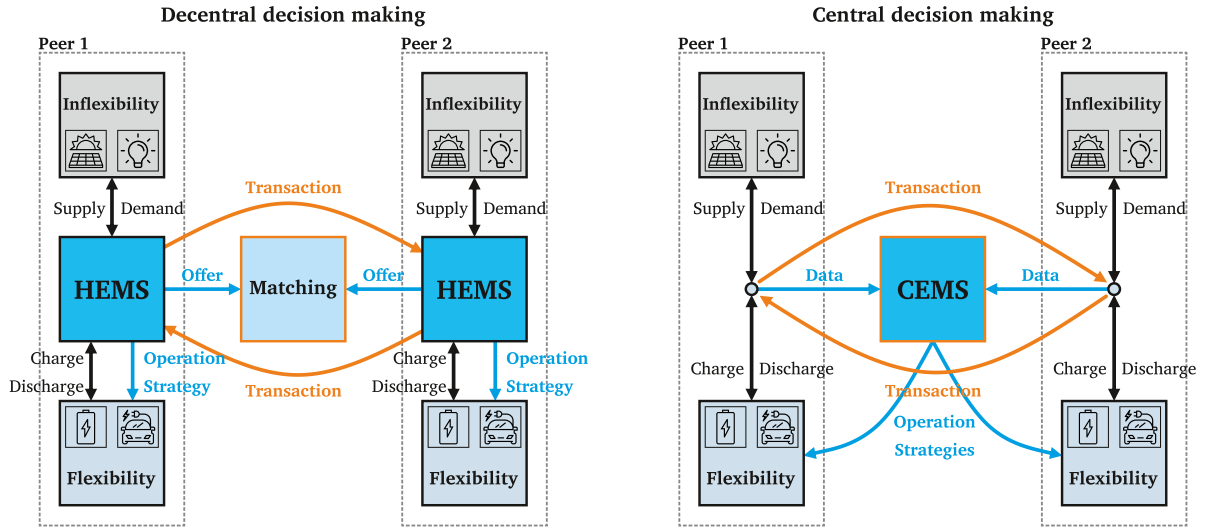 Decentral decision making
Peer 1
Peer 2
Inflexibility
Inflexibility
Transaction
Supply
Demand
Supply
Demand
HEMS
Offer
Matching
Offer
HEMS
Charge
Discharge
Operation
Strategy
Transaction
Charge
Discharge
Operation
Strategy
Flexibility
Flexibility
Central decision making
Peer 1
Peer 2
Inflexibility
Inflexibility
Transaction
Supply
Demand
Supply
Demand
Data
CEMS
Data
Charge
Discharge
Transaction
Charge
Discharge
Operation
Strategies
Flexibility
Flexibility